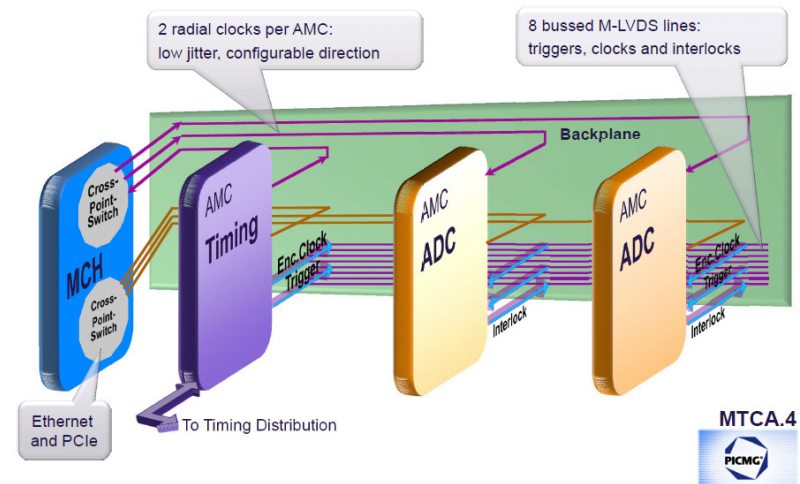 2 radial clocks per AMC:
low jitter, configurable direction
8 bussed M-LVDS lines:
triggers, clocks and interlocks
Backplane
Cross-
Point-
Switch
MCH
Cross-
Point-
Switch
AMC
Timing
Enc.Clock
Trigger
AMC
ADC
Interlock
AMC
ADC
Enc.Clock
Trigger
Interlock
Ethernet
and PCIe
To Timing Distribution
MTCA.4
PICMG